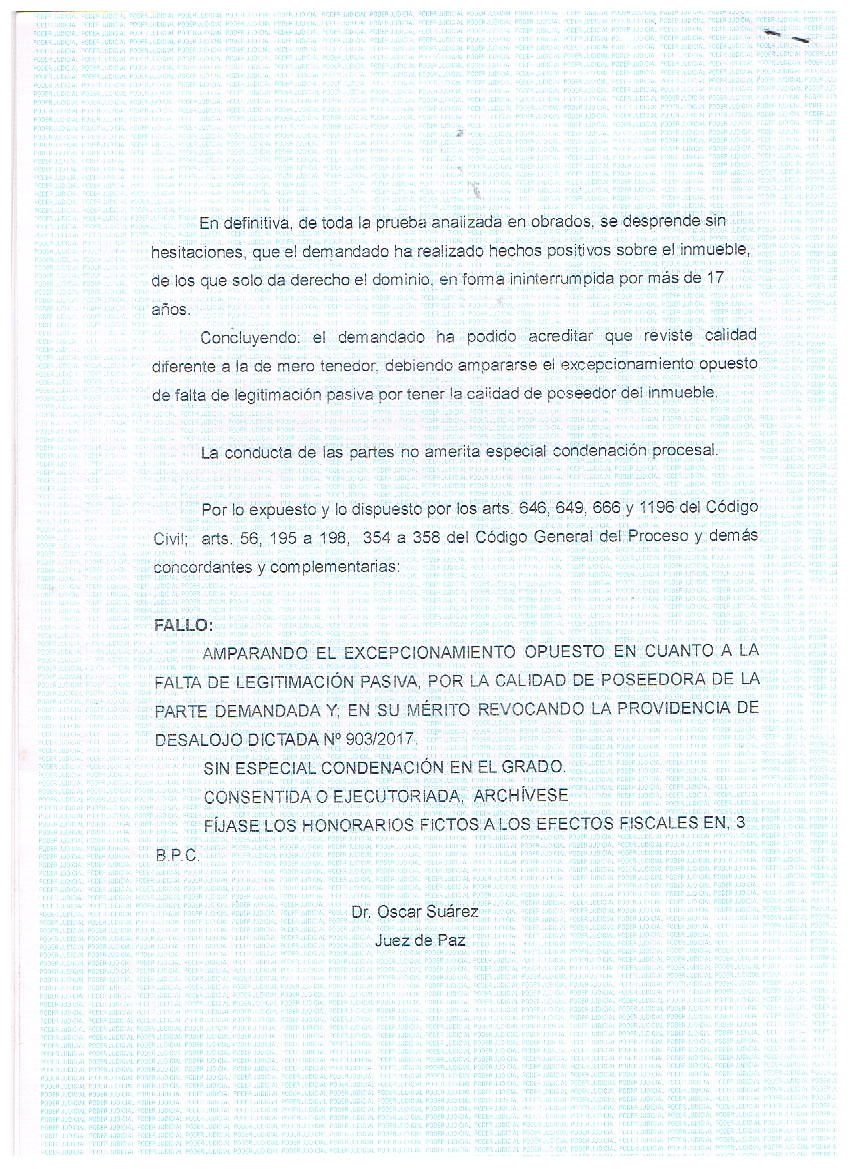 En definitiva, de toda la prueba analizada en obrados, se desprende sin
hesitaciones, que el demandado ha realizado hechos positivos sobre el inmueble,
de los que solo da derecho el dominio, en forma ininterrumpida por más de 17
años.
Concluyendo: el demandado ha podido acreditar que reviste calidad
diferente a la de mero tenedor, debiendo ampararse el excepcionamiento opuesto
de falta de legitimación pasiva por tener la calidad de poseedor del inmueble.
La conducta de las partes no amerita especial condenación procesal.
Por lo expuesto y lo dispuesto por los arts. 646, 649, 666 y 1196 del Código
Civil; arts. 56, 195 a 198, 354 a 358 del Código General del Proceso y demás
concordantes y complementarias:
FALLO:
AMPARANDO EL EXCEPCIONAMIENTO OPUESTO EN CUANTO A LA
FALTA DE LEGITIMACIÓN PASIVA, POR LA CALIDAD DE POSEEDORA DE LA
PARTE DEMANDADA Y, EN SU MÉRITO REVOCANDO LA PROVIDENCIA DE
DESALOJO DICTADA Nº 903/2017.
SIN ESPECIAL CONDENACIÓN EN EL GRADO.
CONSENTIDA O EJECUTORIADA, ARCHÍVESE
FÍJASE LOS HONORARIOS FICTOS A LOS EFECTOS FISCALES EN, 3
B.P.C.
Dr. Oscar Suárez
Juez de Paz